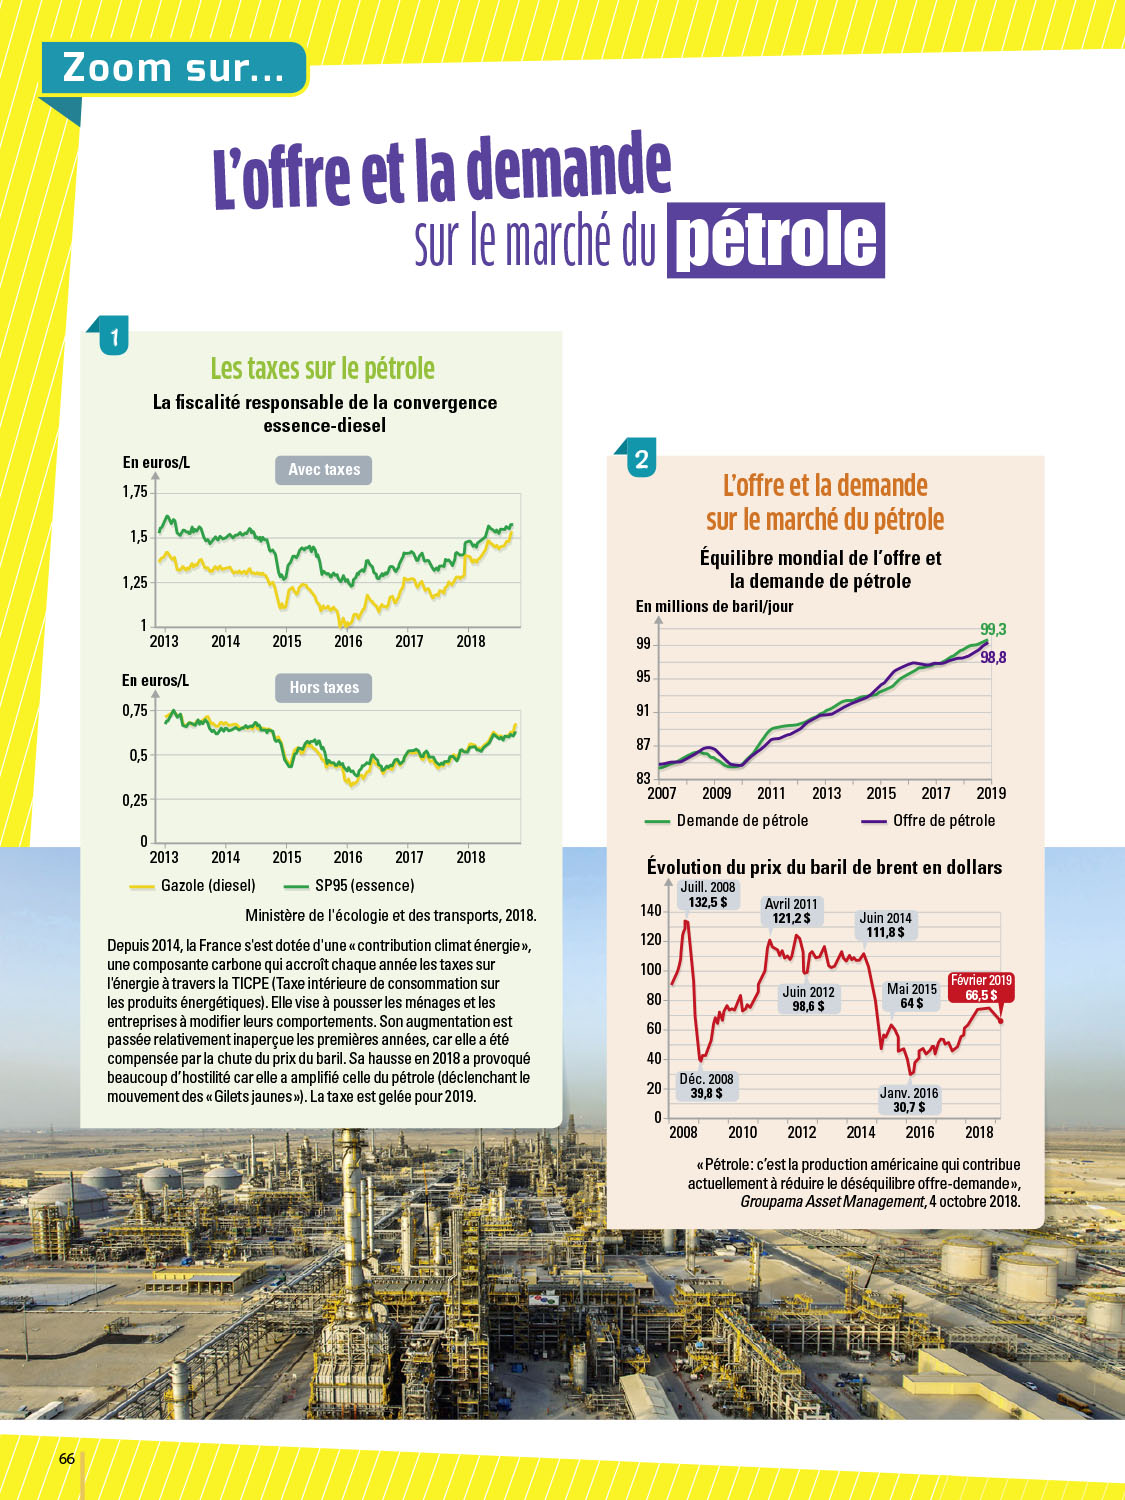 Zoom sur...
L'offre et la demande
sur le marché du pétrole
1
Les taxes sur le pétrole
La fiscalité responsable de la convergence
essence-diesel
En euros/L
Avec taxes
1,75
1,5
1,25
1
2013 2014 2015 2016 2017 2018
En euros/L
Hors taxes
0,75
0,5
0,25
0
2013 2014 2015 2016 2017 2018
Gazole (diesel) SP95 (essence)
Ministère de l'écologie et des transports, 2018.
Depuis 2014, la France s'est dotée d'une « contribution climat énergie »,
une composante carbone qui accroît chaque année les taxes sur
l'énergie à travers la TICPE (Taxe intérieure de consommation sur
les produits énergétiques). Elle vise à pousser les ménages et les
entreprises à modifier leurs comportements. Son augmentation est
passée relativement inaperçue les premières années, car elle a été
compensée par la chute du prix du baril. Sa hausse en 2018 a provoqué
beaucoup d'hostilité car elle a amplifié celle du pétrole (déclenchant le
mouvement des « Gilets jaunes »). La taxe est gelée pour 2019.
2
L'offre et la demande
sur le marché du pétrole
Équilibre mondial de l'offre et
la demande de pétrole
En millions de baril/jour
99,3
99
98,8
95
91
87
83
2007 2009 2011 2013 2015 2017 2019
Demande de pétrole Offre de pétrole
Évolution du prix du baril de brent en dollars
Juill. 2008
132,5 $
Avril 2011
121,2 $
Juin 2014
111,8 $
Juin 2012
98,6 $
Mai 2015
64 $
Février 2019
66,5 $
Déc. 2008
39,8 $
Janv. 2016
30,7 $
140
120
100
80
60
40
20
0
2008 2010 2012 2014 2016 2018
« Pétrole : c'est la production américaine qui contribue
actuellement à réduire le déséquilibre offre-demande »,
Groupama Asset Management, 4 octobre 2018.
66